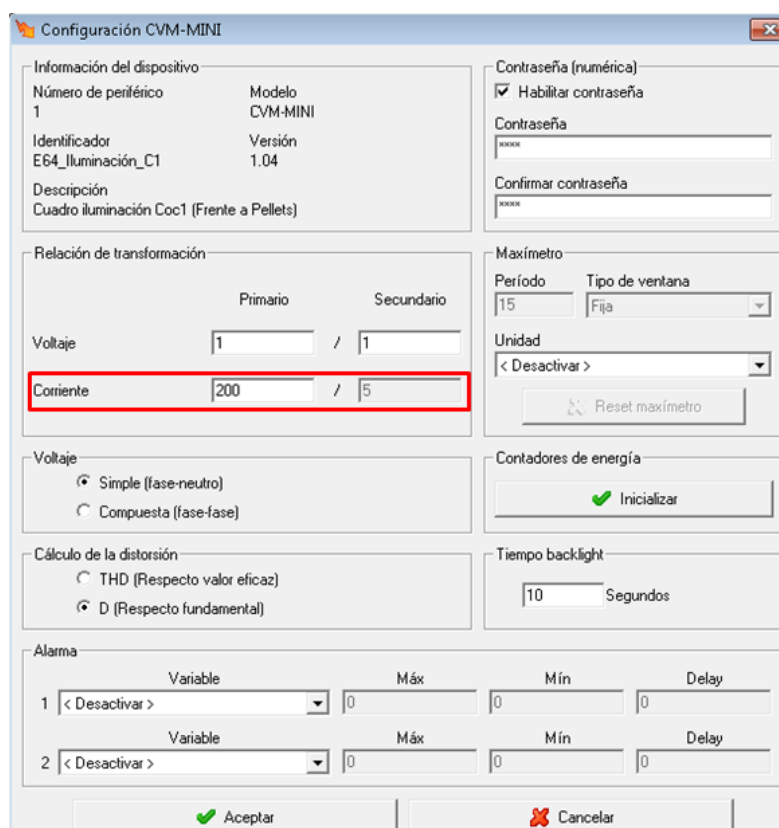 Configuración CVM-MINI
Información del dispositivo
Número de periférico Modelo
1 CVM-MINI
Identificador Versión
E64_Iluminación_C1 1.04
Descripción
Cuadro iluminación Coc1 (Frente a Pellets)
Contraseña (numérica)
Habilitar contraseña
Contraseña
****
Confirmar contraseña
****
Relación de transformación
Primario Secundario
Voltaje 1 / 1
Corriente 200 / 5
Maxímetro
Período Tipo de ventana
15 Fija
Unidad
< Desactivar >
Reset maxímetro
Voltaje
Simple (fase-neutro)
Compuesta (fase-fase)
Contadores de energía
Inicializar
Cálculo de la distorsión
THD (Respecto valor eficaz)
D (Respecto fundamental)
Tiempo backlight
10 Segundos
Alarma
Variable Máx Mín Delay
1 < Desactivar > 0 0 0
Variable Máx Mín Delay
2 < Desactivar > 0 0 0
Aceptar Cancelar